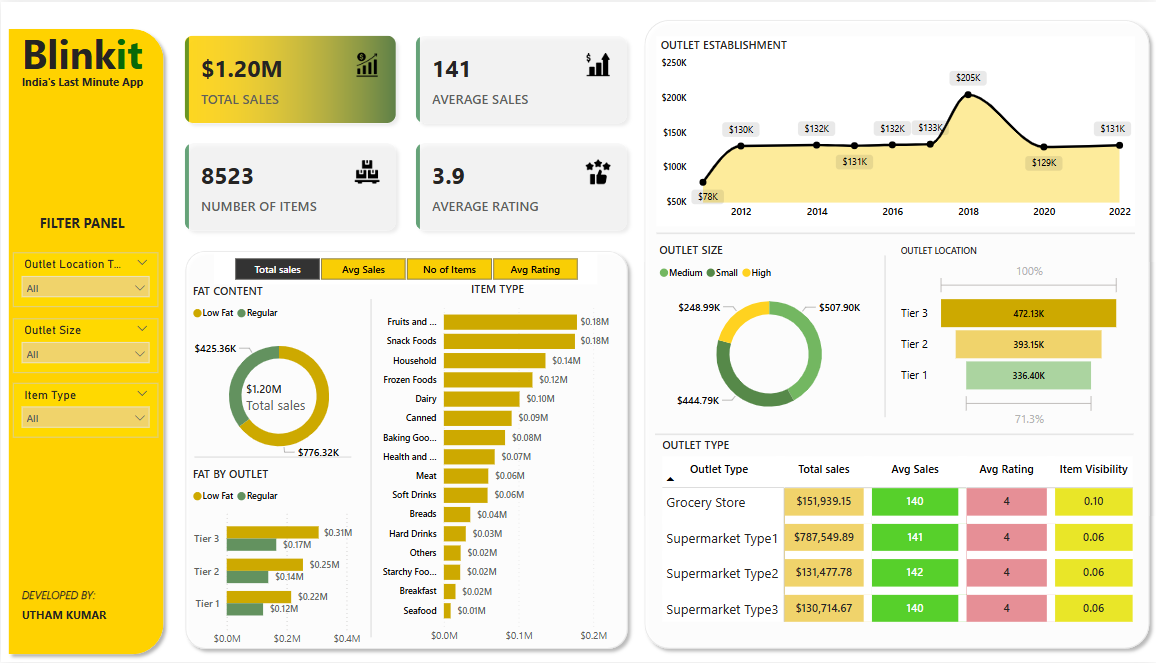 Blinkit
India's Last Minute App
FILTER PANEL
Outlet Location T...
All
Outlet Size
All
Item Type
All
DEVELOPED BY:
UTHAM KUMAR
$1.20M
TOTAL SALES
141
AVERAGE SALES
8523
NUMBER OF ITEMS
3.9
AVERAGE RATING
Total sales Avg Sales No of Items Avg Rating
FAT CONTENT
Low Fat Regular
$425.36K
$1.20M
Total sales
$776.32K
FAT BY OUTLET
Low Fat Regular
Tier 3 $0.31M
$0.17M
Tier 2 $0.25M
$0.14M
Tier 1 $0.22M
$0.12M
$0.0M $0.2M $0.4M
ITEM TYPE
Fruits and ... $0.18M
Snack Foods $0.18M
Household $0.14M
Frozen Foods $0.12M
Dairy $0.10M
Canned $0.09M
Baking Goo... $0.08M
Health and ... $0.07M
Meat $0.06M
Soft Drinks $0.06M
Breads $0.04M
Hard Drinks $0.03M
Others $0.02M
Starchy Foo... $0.02M
Breakfast $0.02M
Seafood $0.01M
$0.0M $0.1M $0.2M
OUTLET ESTABLISHMENT
$250K
$200K
$150K
$100K
$50K
$78K
$130K
$132K
$131K
$132K
$133K
$205K
$129K
$131K
2012 2014 2016 2018 2020 2022
OUTLET SIZE
Medium Small High
$248.99K
$507.90K
$444.79K
OUTLET LOCATION
100%
Tier 3 472.13K
Tier 2 393.15K
Tier 1 336.40K
71.3%
OUTLET TYPE
Outlet Type Total sales Avg Sales Avg Rating Item Visibility
Grocery Store $151,939.15 140 4 0.10
Supermarket Type1 $787,549.89 141 4 0.06
Supermarket Type2 $131,477.78 142 4 0.06
Supermarket Type3 $130,714.67 140 4 0.06